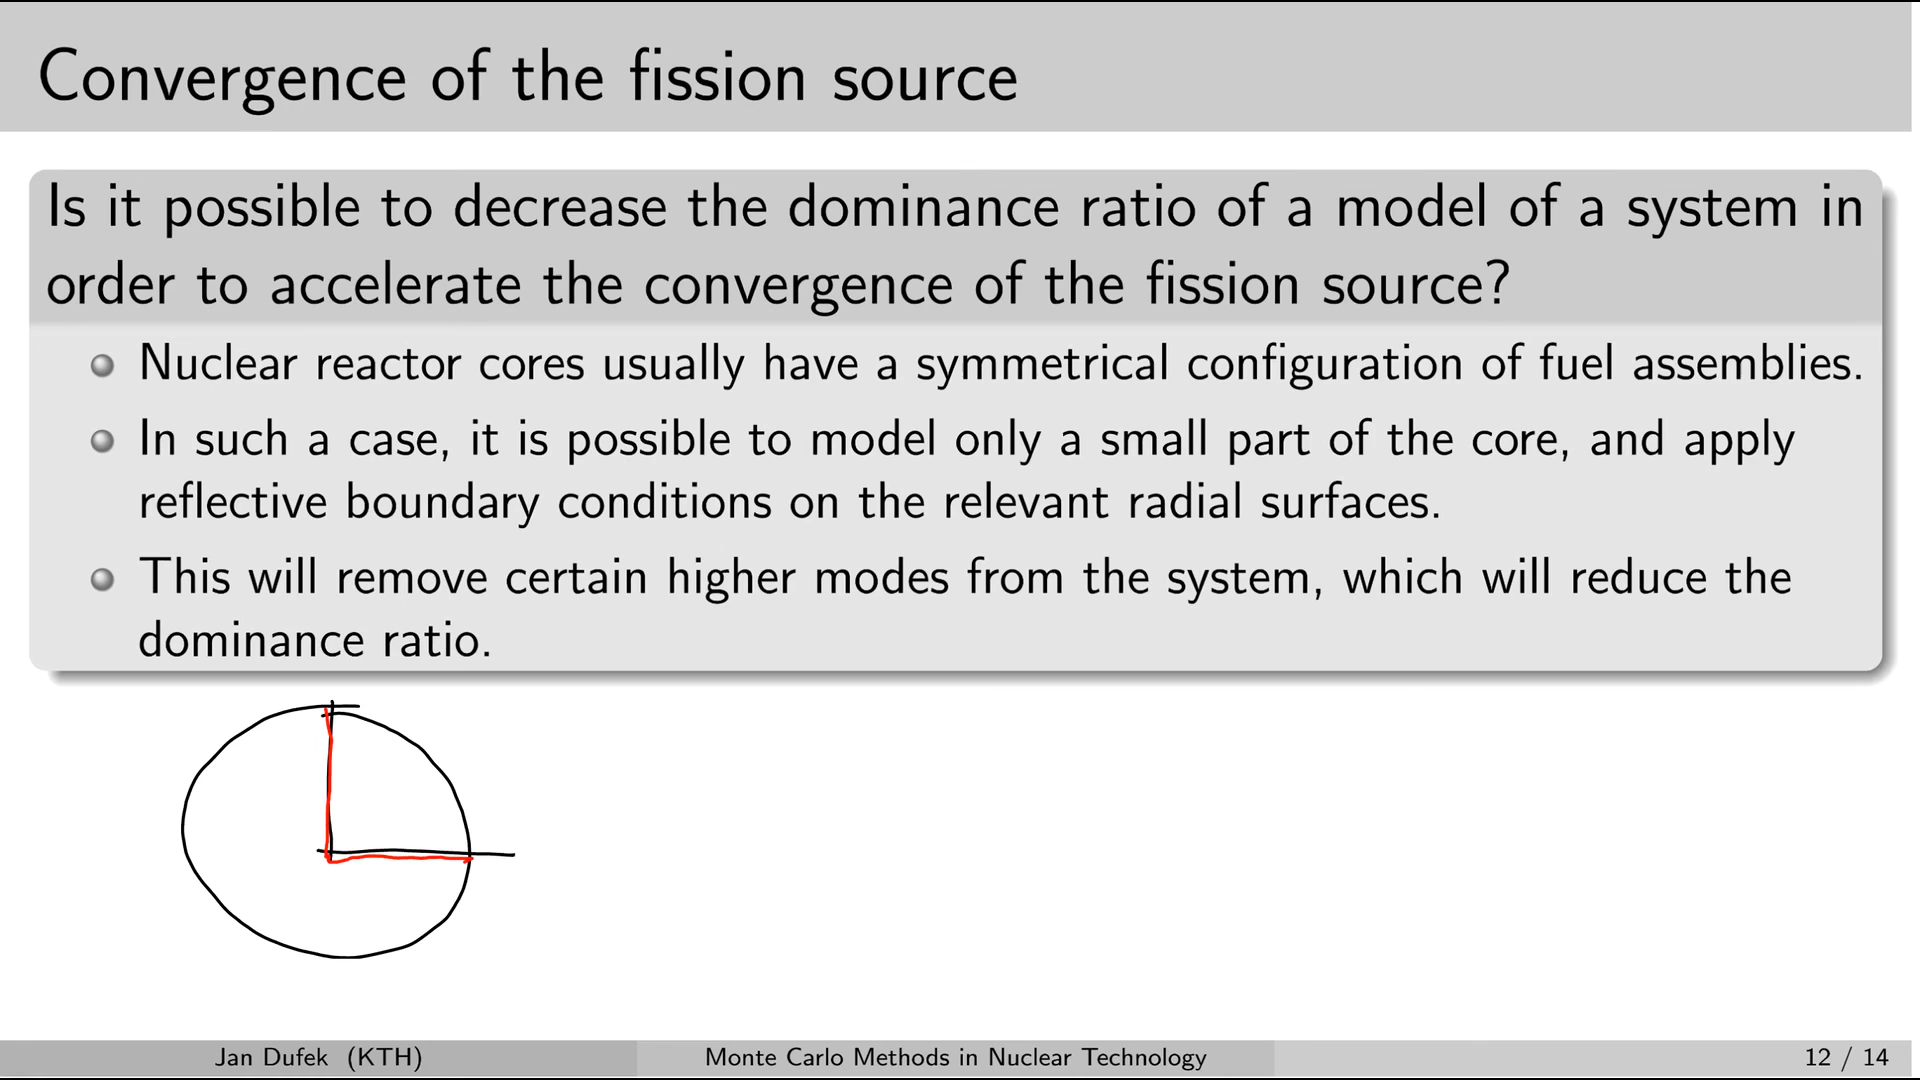 Convergence of the fission source
Is it possible to decrease the dominance ratio of a model of a system in
order to accelerate the convergence of the fission source?
Nuclear reactor cores usually have a symmetrical configuration of fuel assemblies.
In such a case, it is possible to model only a small part of the core, and apply
reflective boundary conditions on the relevant radial surfaces.
This will remove certain higher modes from the system, which will reduce the
dominance ratio.
Jan Dufek (KTH)
Monte Carlo Methods in Nuclear Technology
12 / 14